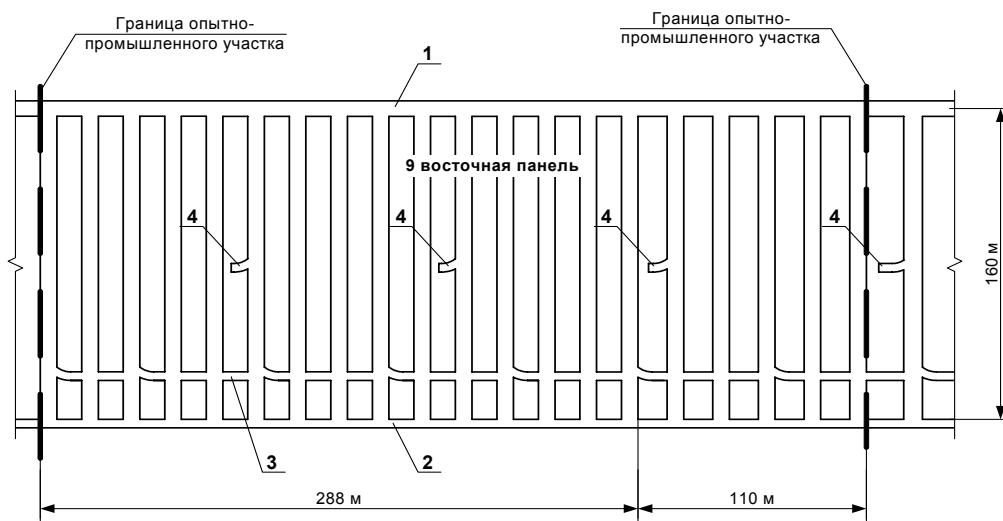 Граница опытно-
промышленного участка
Граница опытно-
промышленного участка
1
9 восточная панель
4
4
4
4
160 м
3
2
288 м
110 м